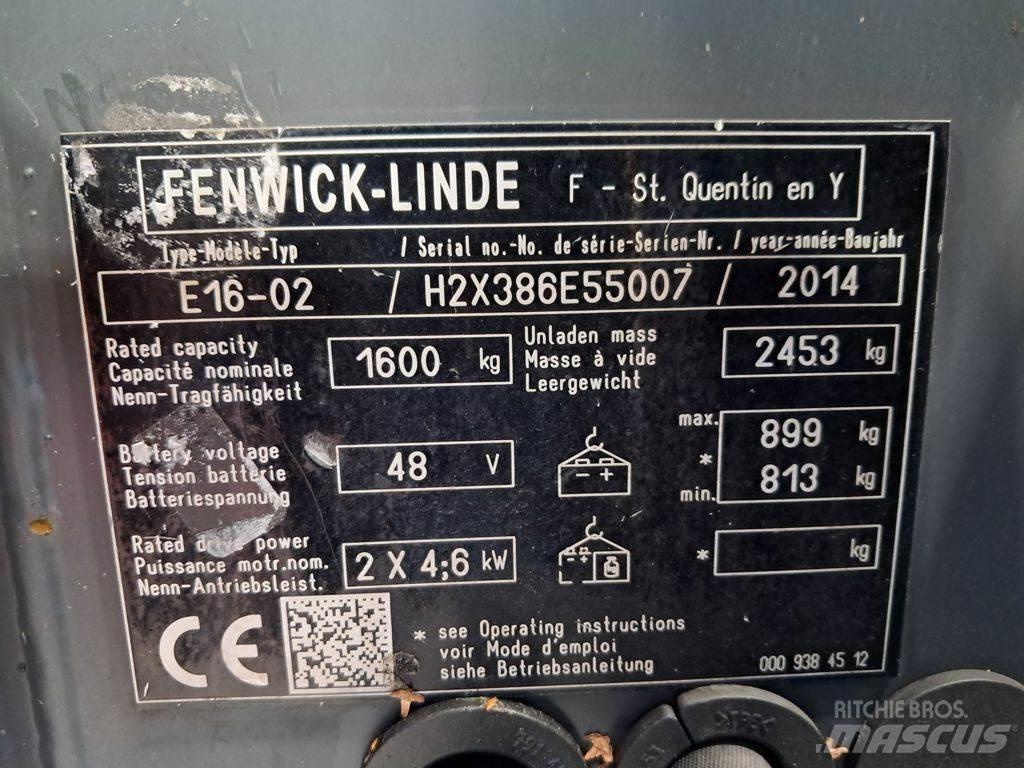 FENWICK-LINDE F - St. Quentin en Y
Type-Modèle-Typ / Serial no.-No. de série-Serien-Nr. / year-année-Baujahr
E16-02 / H2X386E55007 / 2014
Rated capacity
Capacité nominale
Nenn-Tragfähigkeit
1600 kg
Unladen mass
Masse à vide
Leergewicht
2453 kg
Battery voltage
Tension batterie
Batteriespannung
48 V
- +
max. 899 kg
*
min. 813 kg
Rated drive power
Puissance motr.nom.
Nenn-Antriebsleist.
2 X 4;6 kW
- +
* kg
CE
* see Operating instructions
voir Mode d'emploi
siehe Betriebsanleitung
000 938 45 12
RITCHIE BROS.
MASCUS